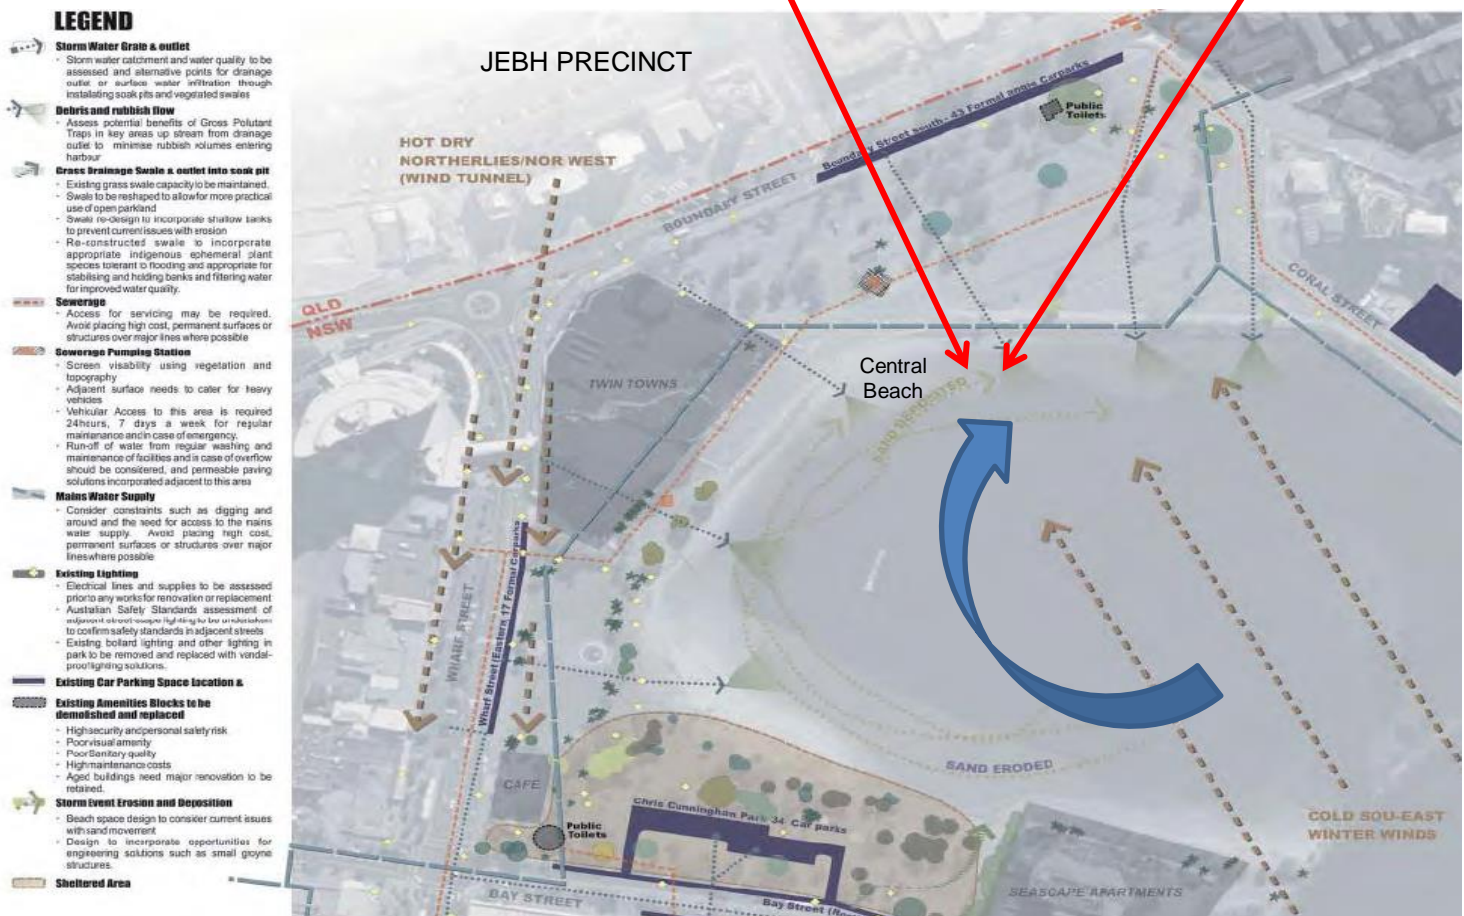 LEGEND
Storm Water Grate & outlet
- Storm water catchment and water quality to be
assessed and alternative points for drainage
outlet or surface water infiltration through
installating soak pits and vegetated swales
Debris and rubbish flow
- Assess potential benefits of Gross Polutant
Traps in key areas up stream from drainage
outlet to minimise rubbish volumes entering
harbour
Grass Drainage Swale & outlet into soak pit
- Existing grass swale capacity to be maintained.
- Swale to be reshaped to allow for more practical
use of open parkland
- Swale re-design to incorporate shallow banks
to prevent current issues with erosion
- Re-constructed swale to incorporate
appropriate indigenous ephemeral plant
species tolerant to flooding and appropriate for
stabilising and holding banks and filtering water
for improved water quality.
Sewerage
- Access for servicing may be required.
Avoid placing high cost, permanent surfaces or
structures over major lines where possible
Sewerage Pumping Station
- Screen visability using vegetation and
topography
- Adjacent surface needs to cater for heavy
vehicles
- Vehicular Access to this area is required
24hours, 7 days a week for regular
maintenance and in case of emergency.
- Run-off of water from regular washing and
maintenance of facilities and in case of overflow
should be considered, and permeable paving
solutions incorporated adjacent to this area
Mains Water Supply
- Consider constraints such as digging and
around and the need for access to the mains
water supply. Avoid placing high cost,
permenent surfaces or structures over major
lines where possible
Existing Lighting
- Electrical lines and supplies to be assessed
prior to any works for renovation or replacement
- Australian Safety Standards assessment of
adjacent street-scape lighting to be undertaken
to confirm safety standards in adjacent streets
- Existing bollard lighting and other lighting in
park to be removed and replaced with vandal-
proof lighting solutions.
Existing Car Parking Space Location &
Existing Amenities Blocks to be
demolished and replaced
- High security and personal safety risk
- Poor visual amenity
- Poor Sanitary quality
- High maintenance costs
- Aged buildings need major renovation to be
retained.
Storm Event Erosion and Deposition
- Beach space design to consider current issues
with sand movement
- Design to incorporate opportunities for
engineering solutions such as small groyne
structures.
Sheltered Area
JEBH PRECINCT
HOT DRY
NORTHERLIES/NOR WEST
(WIND TUNNEL)
QLD
NSW
BOUNDARY STREET
Boundary Street south - 43 Formal angle Carparks
Public
Toilets
CORAL STREET
TWIN TOWNS
Central
Beach
SAND DEPOSITED
WHARF STREET
Wharf Street (Eastern 17 Formal Carparks
SAND ERODED
CAFE
Public
Toilets
Chris Cunningham Park 34 Car parks
COLD SOU-EAST
WINTER WINDS
SEASCAPE APARTMENTS
BAY STREET
Bay Street